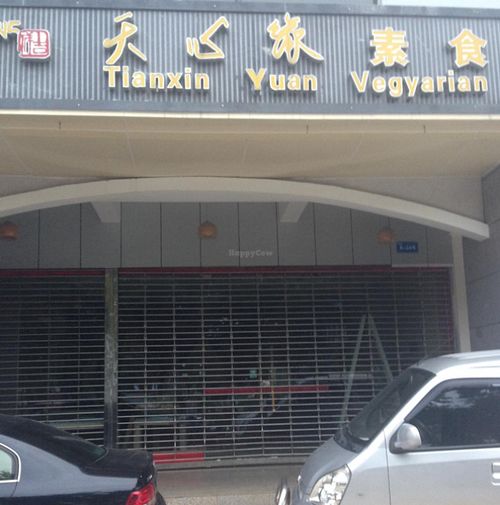 天心缘素食
Tianxin Yuan Vegyarian
HappyCow